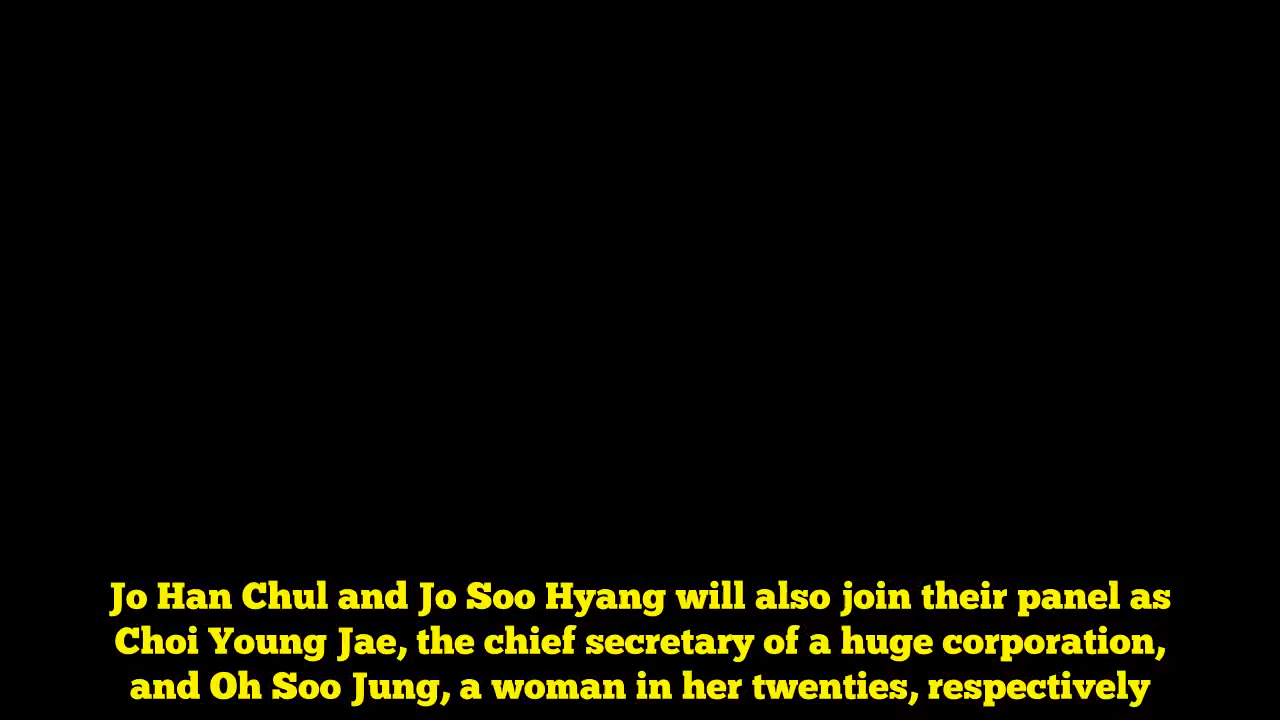 Jo Han Chul and Jo Soo Hyang will also join their panel as
Choi Young Jae, the chief secretary of a huge corporation,
and Oh Soo Jung, a woman in her twenties, respectively